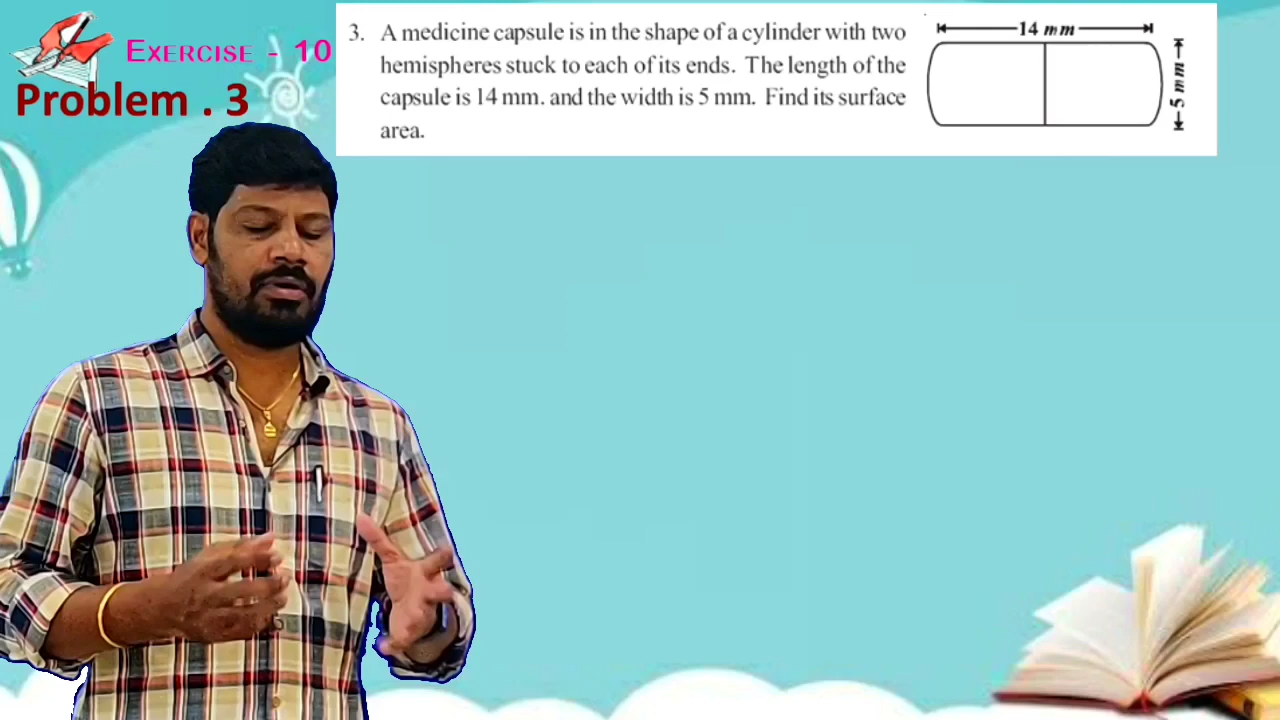 EXERCISE - 10
Problem . 3
3. A medicine capsule is in the shape of a cylinder with two
hemispheres stuck to each of its ends. The length of the
capsule is 14 mm. and the width is 5 mm. Find its surface
area.
14 mm
5 mm